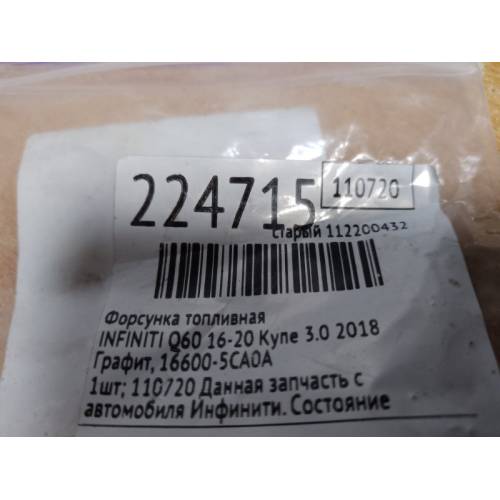 224715
110720
старый 112200432
Форсунка топливная
INFINITI Q60 16-20 Купе 3.0 2018
Графит, 16600-5CA0A
1шт; 110720 Данная запчасть с
автомобиля Инфинити. Состояние